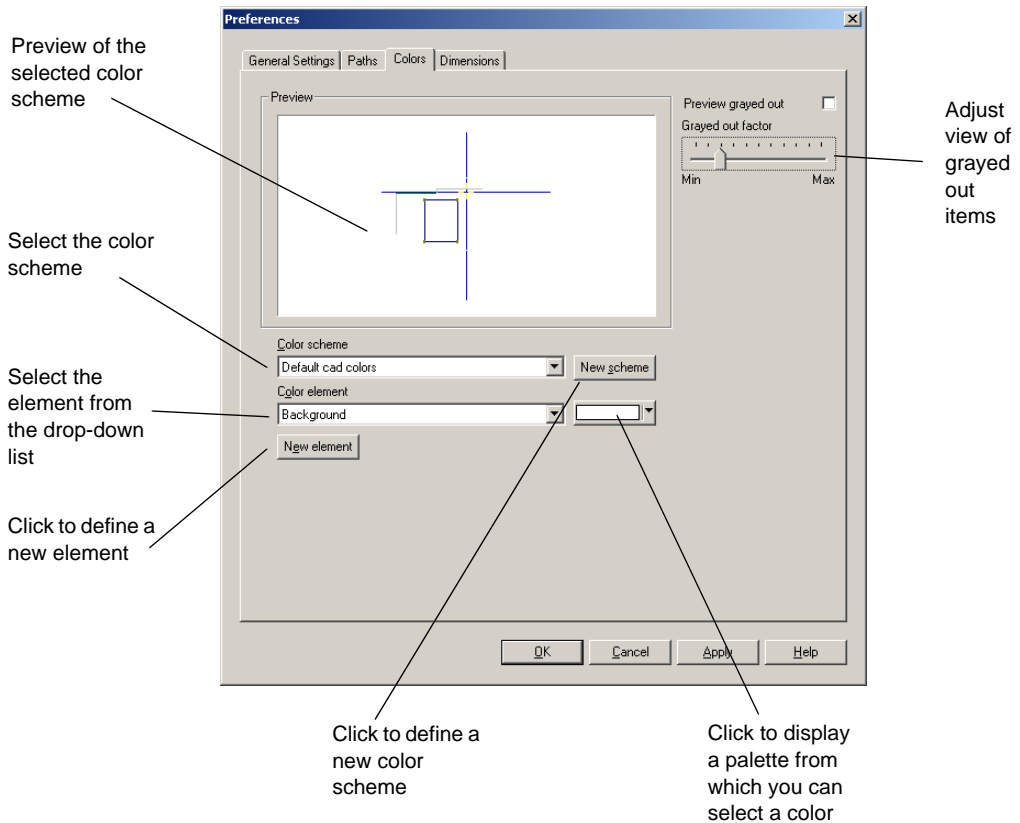 Preferences
General Settings
Paths
Colors
Dimensions
Preview of the
selected color
scheme
Preview
Preview grayed out
Grayed out factor
Min
Max
Adjust
view of
grayed
out
items
Select the color
scheme
Color scheme
Default cad colors
New scheme
Select the
element from
the drop-down
list
Color element
Background
New element
Click to define a
new element
OK
Cancel
Apply
Help
Click to define a
new color
scheme
Click to display
a palette from
which you can
select a color